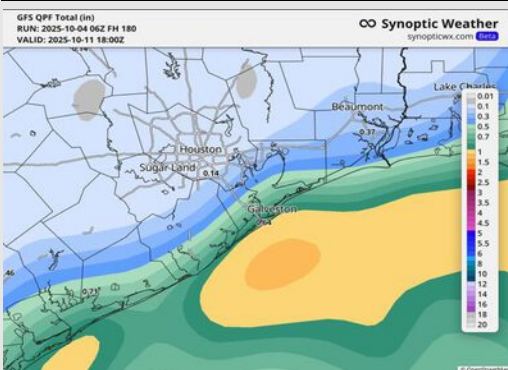 GFS QPF Total (in)
RUN: 2025-10-04 06Z FH 180
VALID: 2025-10-11 18:00Z
Synoptic Weather
synopticwx.com Beta
Lake Charles
Beaumont
0.37
Houston
Sugar Land
0.14
Galveston
0.71
0.01
0.1
0.3
0.5
0.7
1
1.5
2
2.5
3
3.5
4
4.5
5
5.5
6
8
10
12
14
16
18
20